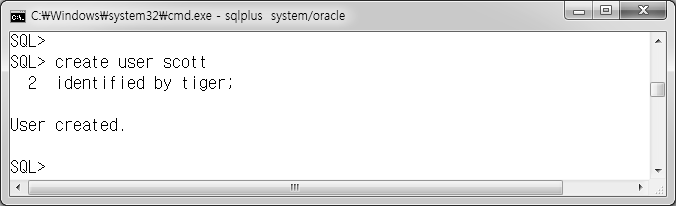 C:₩Windows₩system32₩cmd.exe - sqlplus  system/oracle
SQL>
SQL> create user scott
  2  identified by tiger;
User created.
SQL>